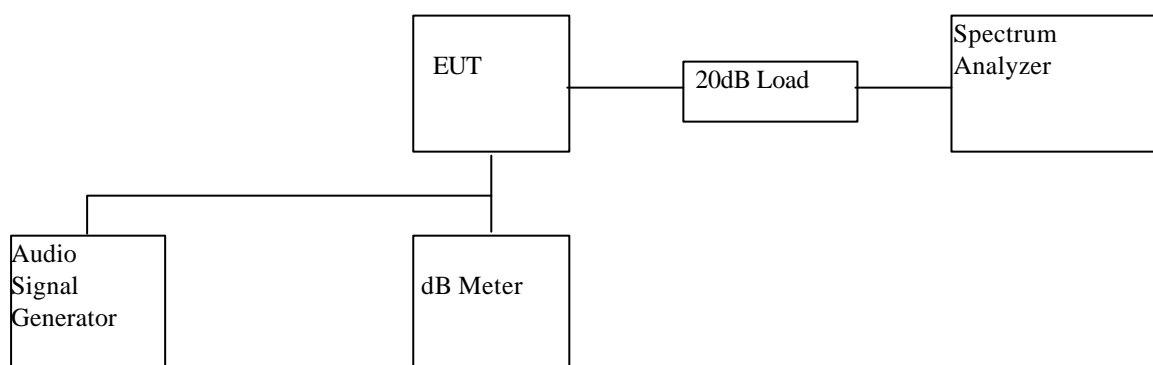 EUT
20dB Load
Spectrum
Analyzer
Audio
Signal
Generator
dB Meter